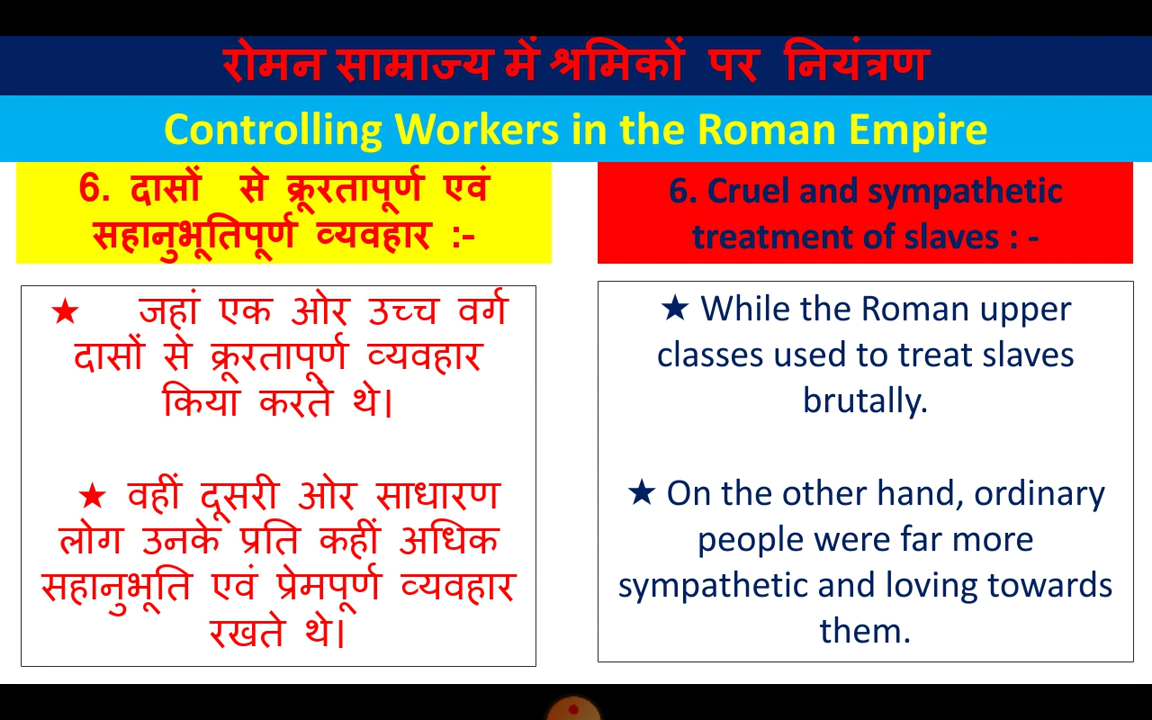 रोमन साम्राज्य में श्रमिकों पर नियंत्रण
Controlling Workers in the Roman Empire
6. दासों से क्रूरतापूर्ण एवं
सहानुभूतिपूर्ण व्यवहार :-
★ जहां एक ओर उच्च वर्ग
दासों से क्रूरतापूर्ण व्यवहार
किया करते थे।
★ वहीं दूसरी ओर साधारण
लोग उनके प्रति कहीं अधिक
सहानुभूति एवं प्रेमपूर्ण व्यवहार
रखते थे।
6. Cruel and sympathetic
treatment of slaves : -
★ While the Roman upper
classes used to treat slaves
brutally.
★ On the other hand, ordinary
people were far more
sympathetic and loving towards
them.